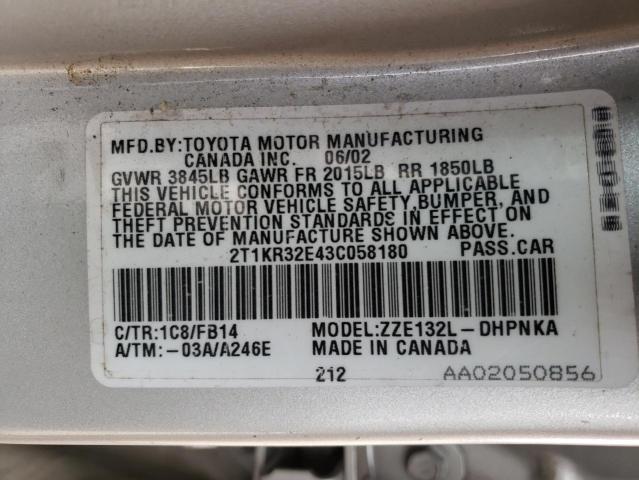 MFD.BY:TOYOTA MOTOR MANUFACTURING
CANADA INC. 06/02
GVWR 3845LB GAWR FR 2015LB RR 1850LB
THIS VEHICLE CONFORMS TO ALL APPLICABLE
FEDERAL MOTOR VEHICLE SAFETY,BUMPER, AND
THEFT PREVENTION STANDARDS IN EFFECT ON
THE DATE OF MANUFACTURE SHOWN ABOVE.
2T1KR32E43C058180 PASS.CAR
C/TR:1C8/FB14 MODEL:ZZE132L-DHPNKA
A/TM:-03A/A246E MADE IN CANADA
212 AA02050856